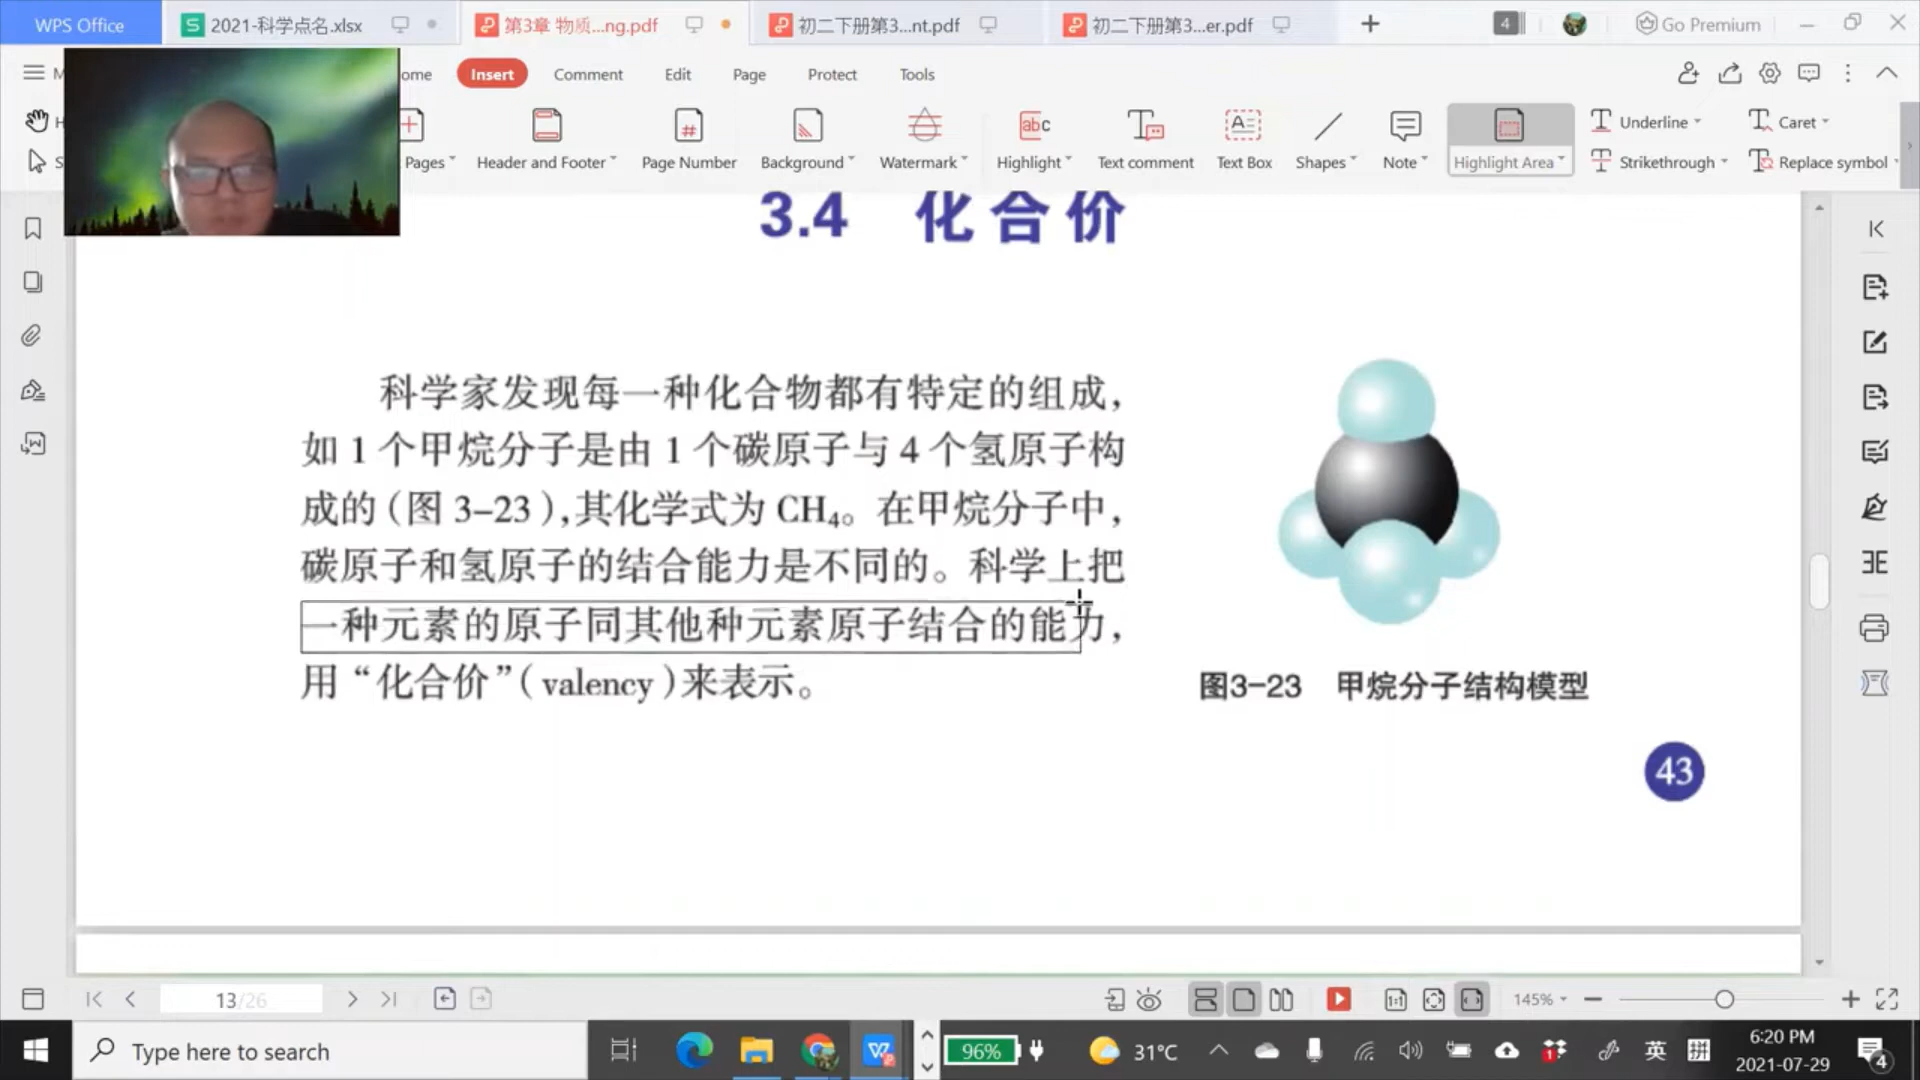 WPS Office
2021-科学点名.xlsx
第3章 物质...ng.pdf
初二下册第3...nt.pdf
初二下册第3...er.pdf
4
Go Premium
Insert
Comment
Edit
Page
Protect
Tools
Pages
Header and Footer
Page Number
Background
Watermark
Highlight
Text comment
Text Box
Shapes
Note
Highlight Area
Underline
Strikethrough
Caret
Replace symbol
3.4 化合价
科学家发现每一种化合物都有特定的组成，
如 1 个甲烷分子是由 1 个碳原子与 4 个氢原子构
成的（图 3–23），其化学式为 CH₄。在甲烷分子中，
碳原子和氢原子的结合能力是不同的。科学上把
一种元素的原子同其他种元素原子结合的能力，
用“化合价”（valency）来表示。
图3–23 甲烷分子结构模型
43
13/26
1:1
145%
Type here to search
96%
31°C
英
拼
6:20 PM
2021-07-29
4